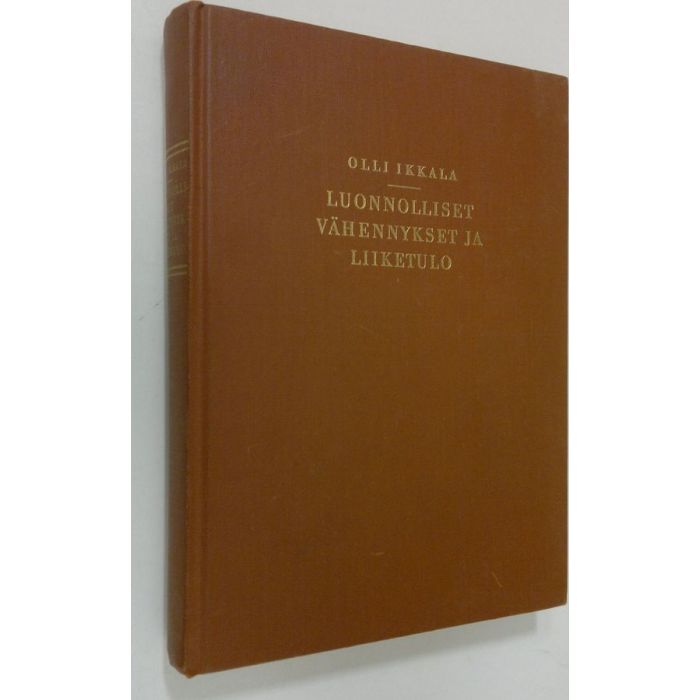 OLLI IKKALA
LUONNOLLISET
VÄHENNYKSET JA
LIIKETULO